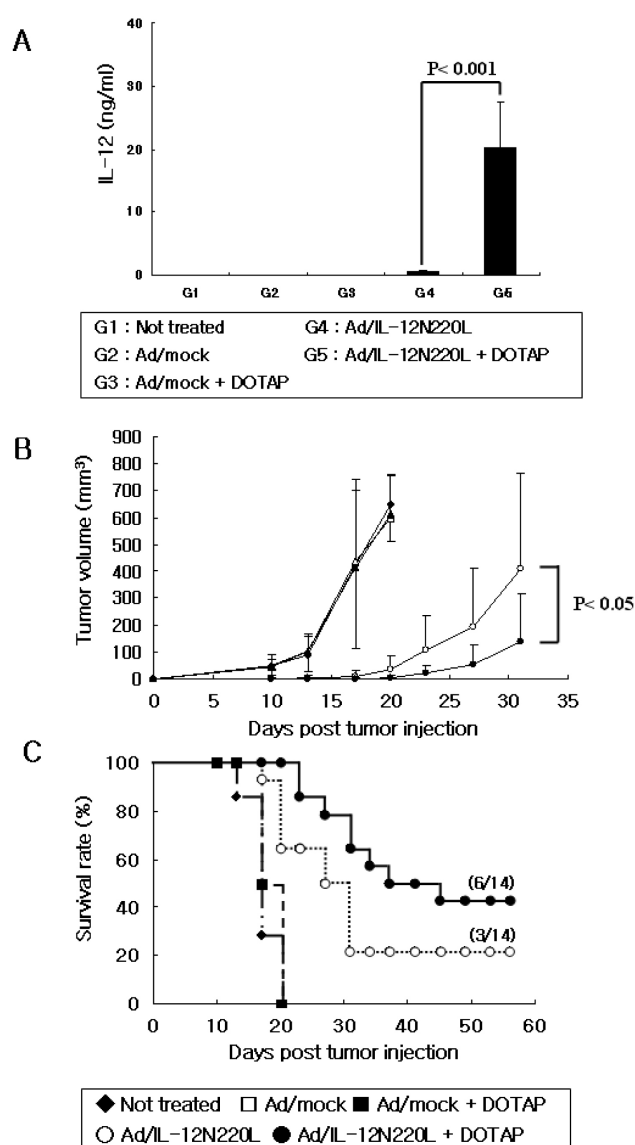 A
IL-12 (ng/ml)
40
30
20
10
0
P< 0.001
G1 G2 G3 G4 G5
G1 : Not treated G4 : Ad/IL-12N220L
G2 : Ad/mock G5 : Ad/IL-12N220L + DOTAP
G3 : Ad/mock + DOTAP
B
Tumor volume (mm³)
900
800
700
600
500
400
300
200
100
0
P< 0.05
0 5 10 15 20 25 30 35
Days post tumor injection
C
Survival rate (%)
100
80
60
40
20
0
(6/14)
(3/14)
0 10 20 30 40 50 60
Days post tumor injection
Not treated Ad/mock Ad/mock + DOTAP
Ad/IL-12N220L Ad/IL-12N220L + DOTAP